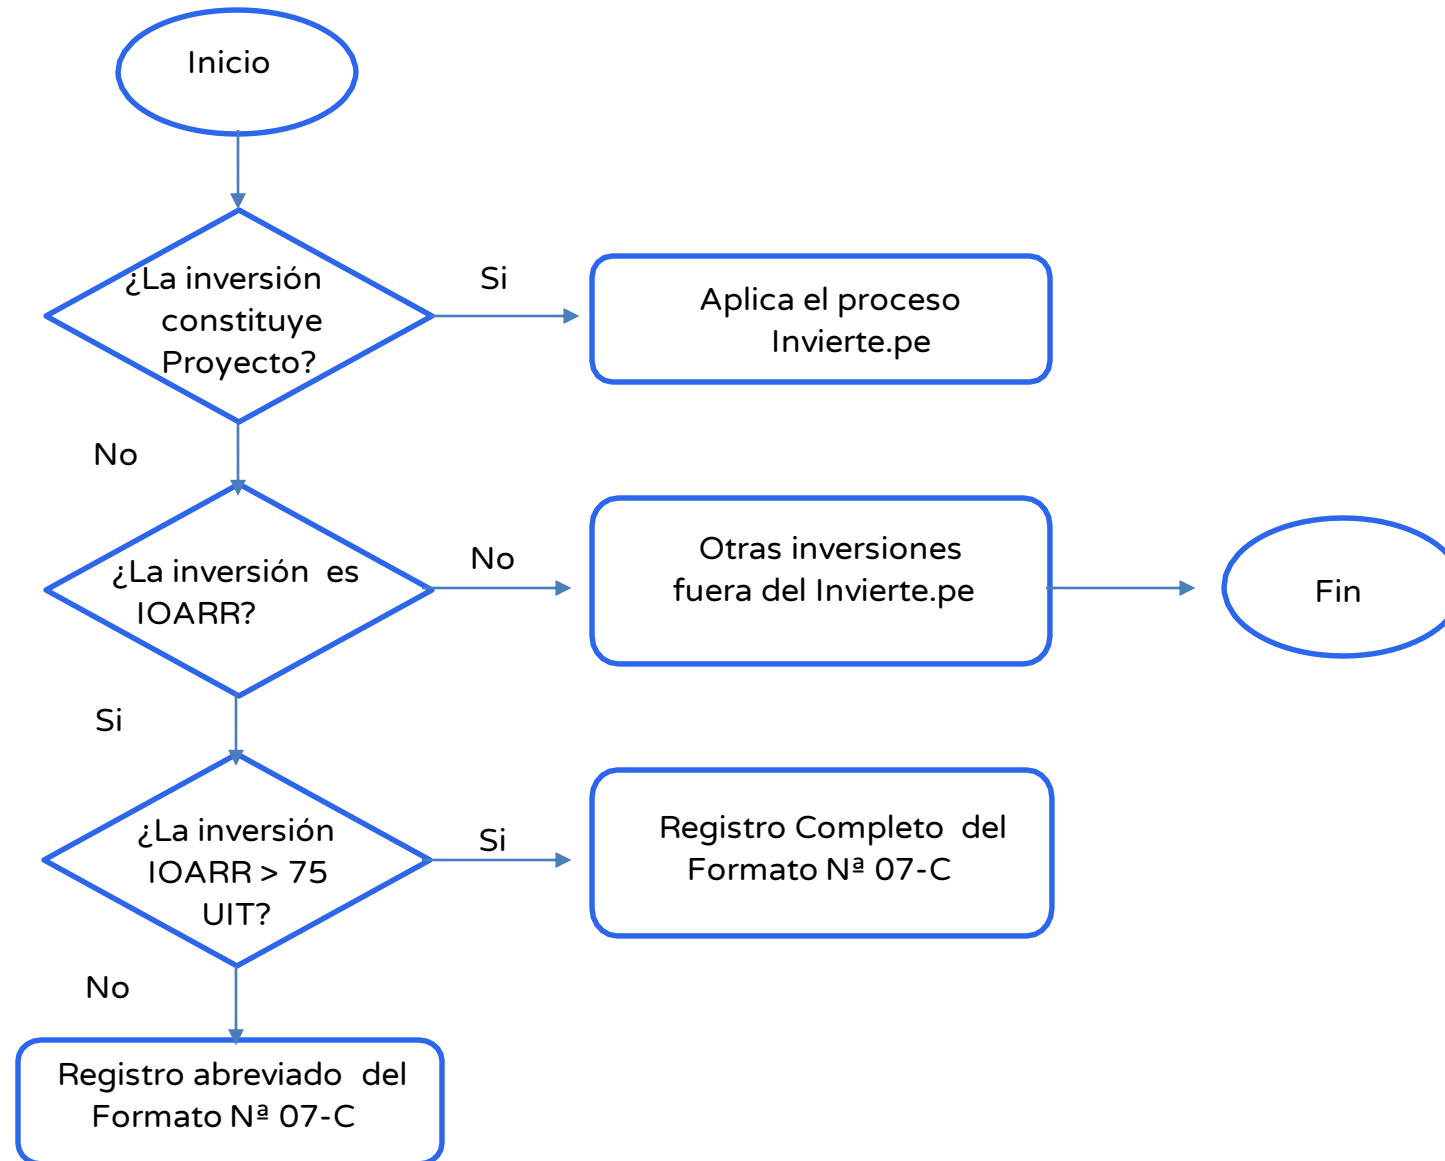 Inicio
¿La inversión
constituye
Proyecto?
Si
Aplica el proceso
Invierte.pe
No
¿La inversión es
IOARR?
No
Otras inversiones
fuera del Invierte.pe
Fin
Si
¿La inversión
IOARR > 75
UIT?
Si
Registro Completo del
Formato Nª 07-C
No
Registro abreviado del
Formato Nª 07-C